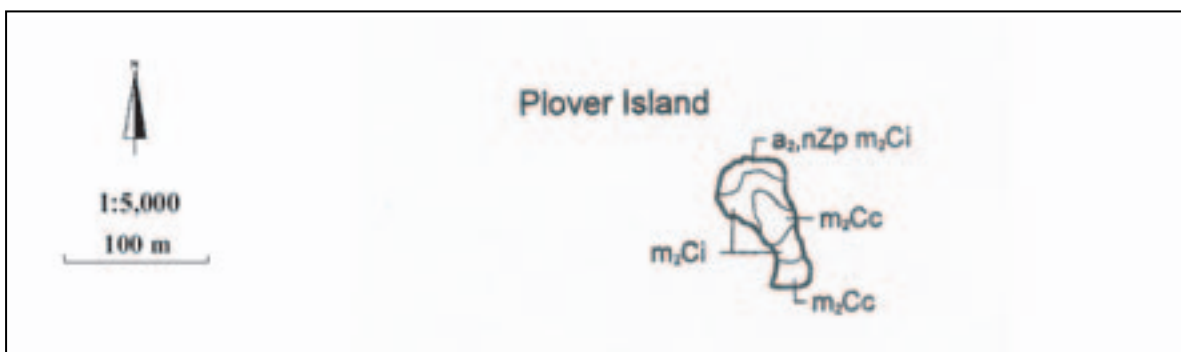 N
Plover Island
a₂,nZp m₂Ci
1:5,000
100 m
m₂Cc
m₂Ci
m₂Cc